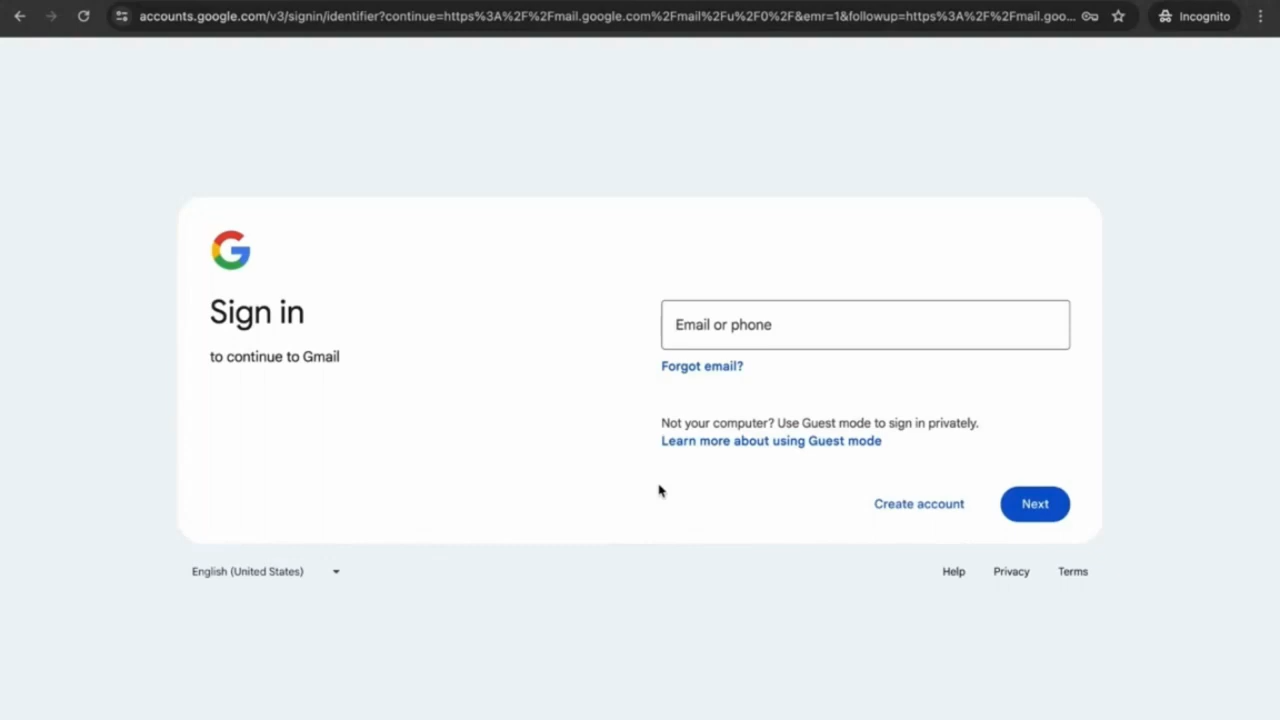 accounts.google.com/v3/signin/identifier?continue=https%3A%2F%2Fmail.google.com%2Fmail%2Fu%2F0%2F&emr=1&followup=https%3A%2F%2Fmail.goo...
Incognito
Sign in
to continue to Gmail
Email or phone
Forgot email?
Not your computer? Use Guest mode to sign in privately.
Learn more about using Guest mode
Create account
Next
English (United States)
Help
Privacy
Terms